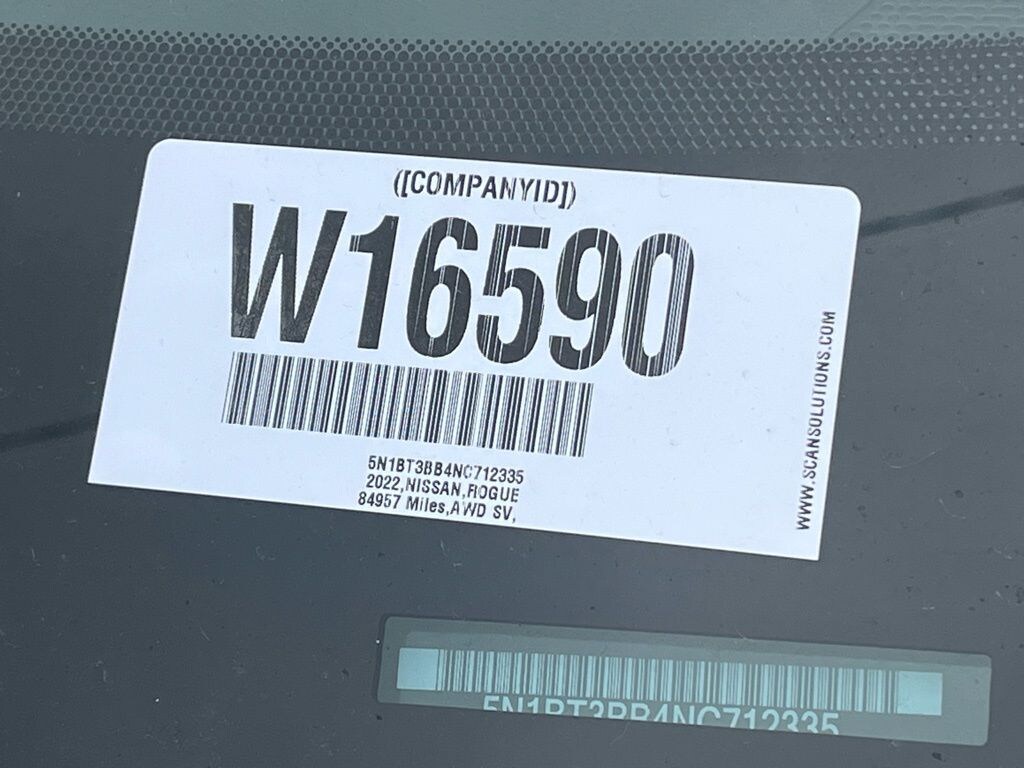 ([COMPANYID])
W16590
5N1BT3BB4NC712335
2022,NISSAN,ROGUE
84957 Miles,AWD SV,
WWW.SCANSOLUTIONS.COM
5N1BT3BB4NC712335